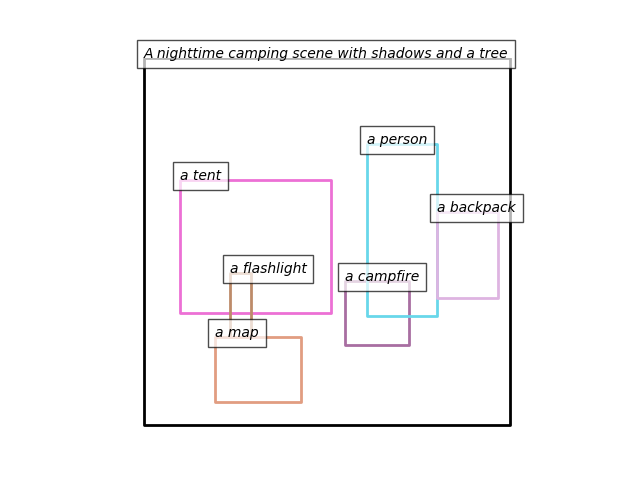 A nighttime camping scene with shadows and a tree
a person
a tent
a backpack
a flashlight
a campfire
a map